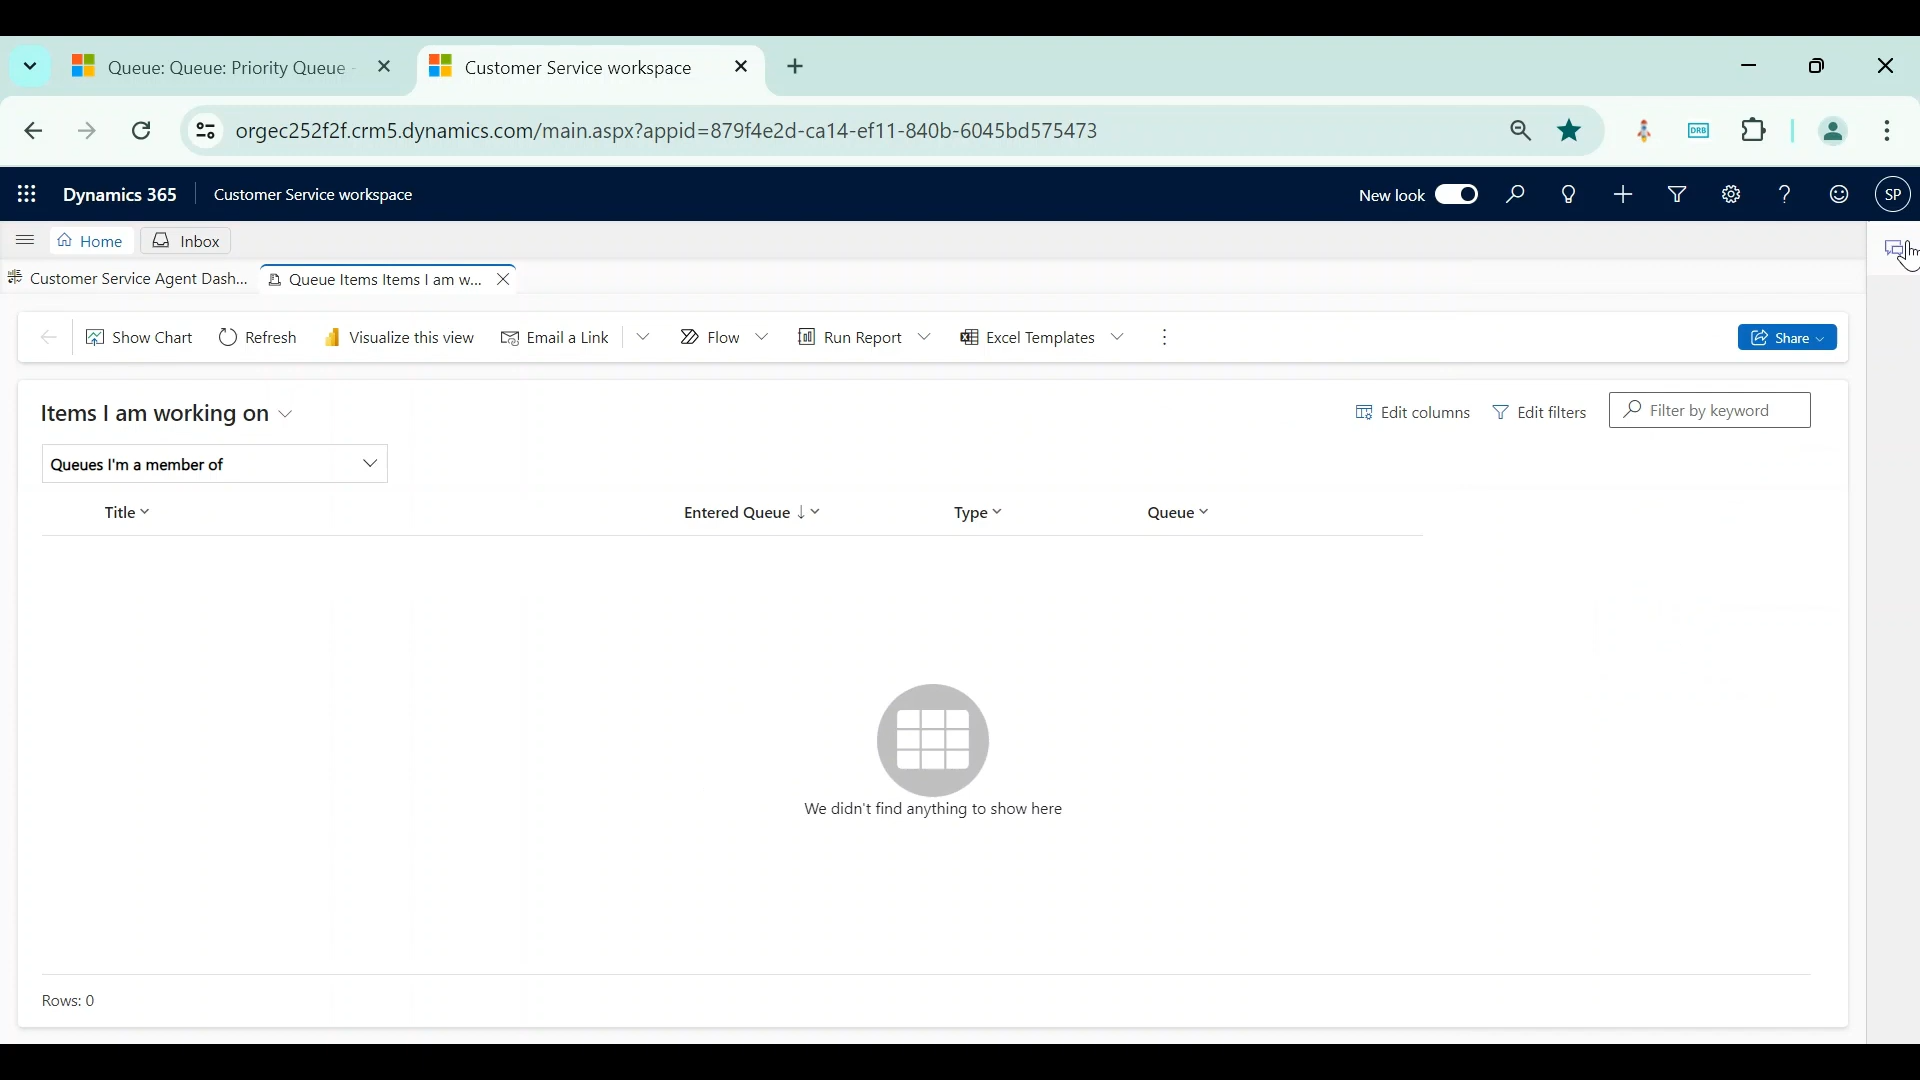 Queue: Queue: Priority Queue -
Customer Service workspace
orgec252f2f.crm5.dynamics.com/main.aspx?appid=879f4e2d-ca14-ef11-840b-6045bd575473
DRB
Dynamics 365
Customer Service workspace
New look
SP
Home
Inbox
Customer Service Agent Dash...
Queue Items Items I am w...
Show Chart
Refresh
Visualize this view
Email a Link
Flow
Run Report
Excel Templates
Share
Items I am working on
Edit columns
Edit filters
Filter by keyword
Queues I'm a member of
Title
Entered Queue
Type
Queue
We didn't find anything to show here
Rows: 0